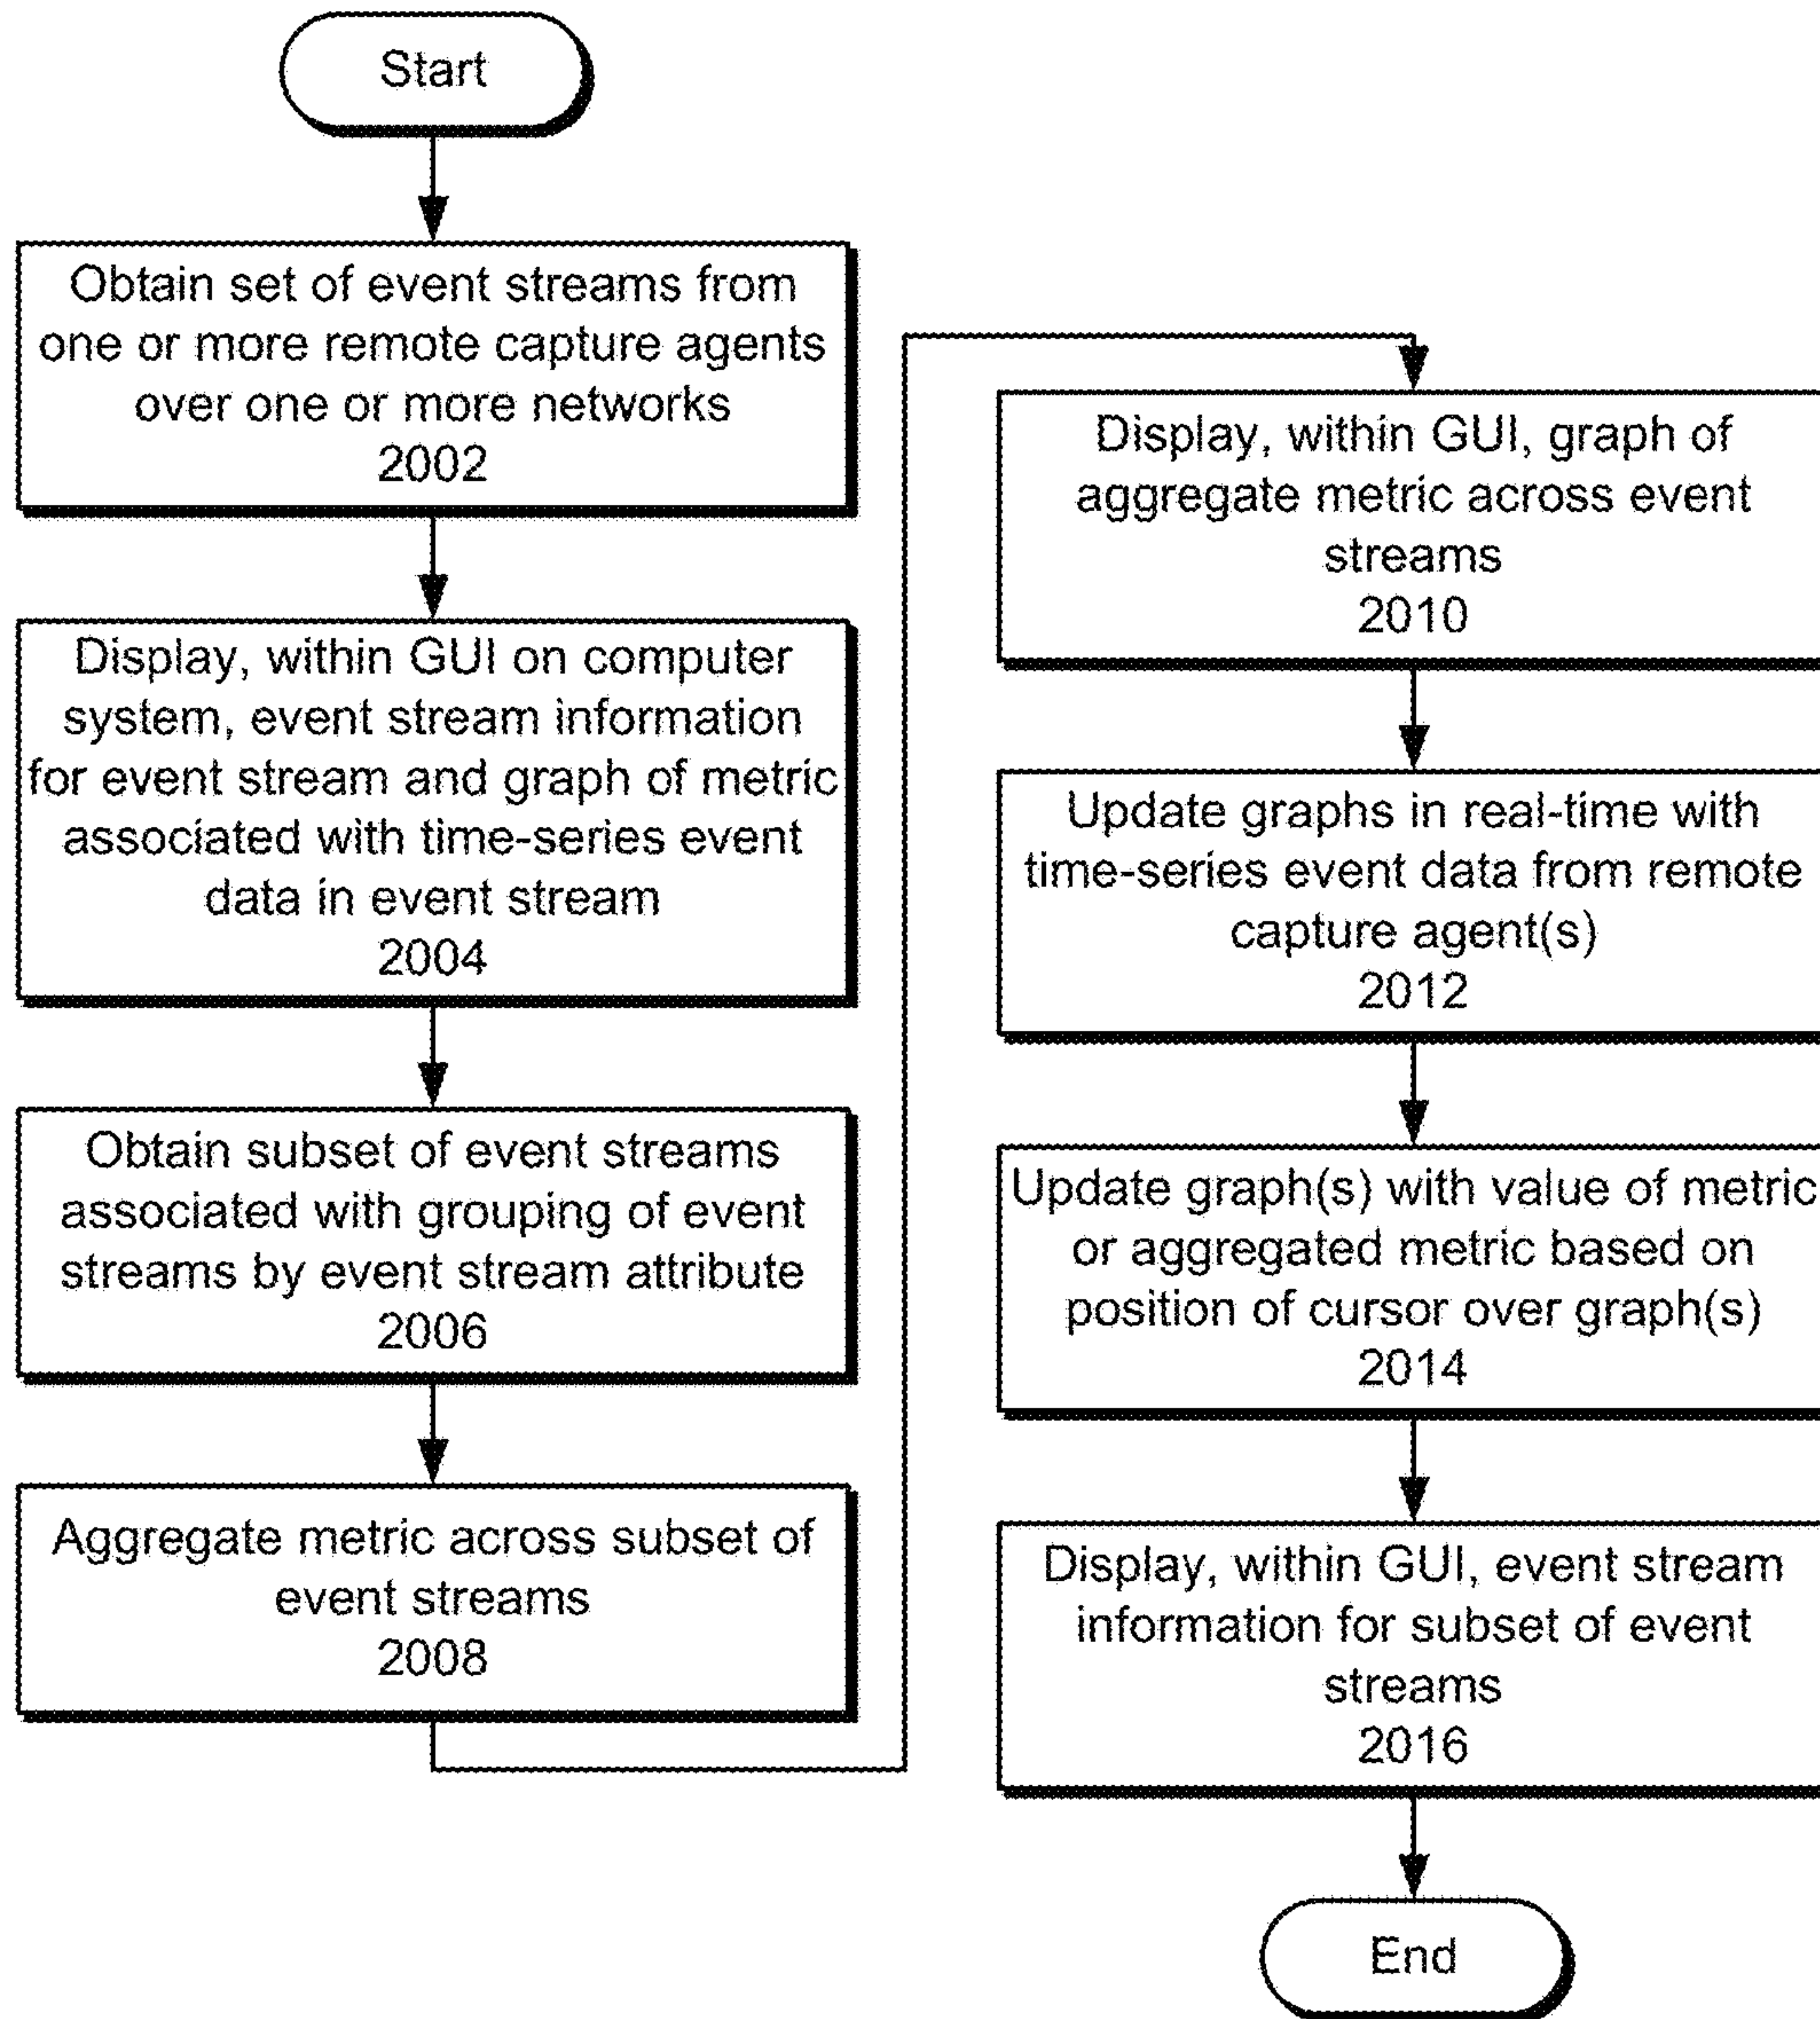 Start
Obtain set of event streams from
one or more remote capture agents
over one or more networks
2002
Display, within GUI on computer
system, event stream information
for event stream and graph of metric
associated with time-series event
data in event stream
2004
Obtain subset of event streams
associated with grouping of event
streams by event stream attribute
2006
Aggregate metric across subset of
event streams
2008
Display, within GUI, graph of
aggregate metric across event
streams
2010
Update graphs in real-time with
time-series event data from remote
capture agent(s)
2012
Update graph(s) with value of metric
or aggregated metric based on
position of cursor over graph(s)
2014
Display, within GUI, event stream
information for subset of event
streams
2016
End